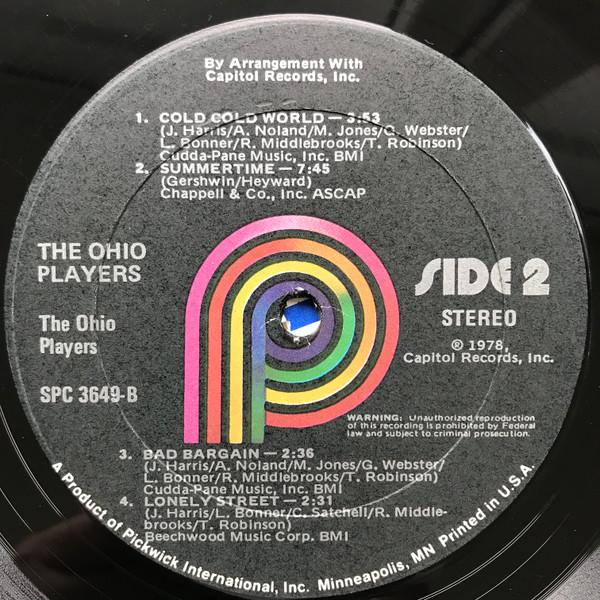 By Arrangement With
Capitol Records, Inc.
1. COLD COLD WORLD — 3:53
(J. Harris/A. Noland/M. Jones/G. Webster/
L. Bonner/R. Middlebrooks/T. Robinson)
Cudda-Pane Music, Inc. BMI
2. SUMMERTIME — 7:45
(Gershwin/Heyward)
Chappell & Co., Inc. ASCAP
THE OHIO
PLAYERS
The Ohio
Players
SPC 3649-B
SIDE 2
STEREO
℗ 1978,
Capitol Records, Inc.
WARNING: Unauthorized reproduction
of this recording is prohibited by Federal
law and subject to criminal prosecution.
3. BAD BARGAIN — 2:36
(J. Harris/A. Noland/M. Jones/G. Webster/
L. Bonner/R. Middlebrooks/T. Robinson)
Cudda-Pane Music, Inc. BMI
4. LONELY STREET — 2:31
(J. Harris/L. Bonner/C. Satchell/R. Middle-
brooks/T. Robinson)
Beechwood Music Corp. BMI
A Product of Pickwick International, Inc. Minneapolis, MN Printed in U.S.A.